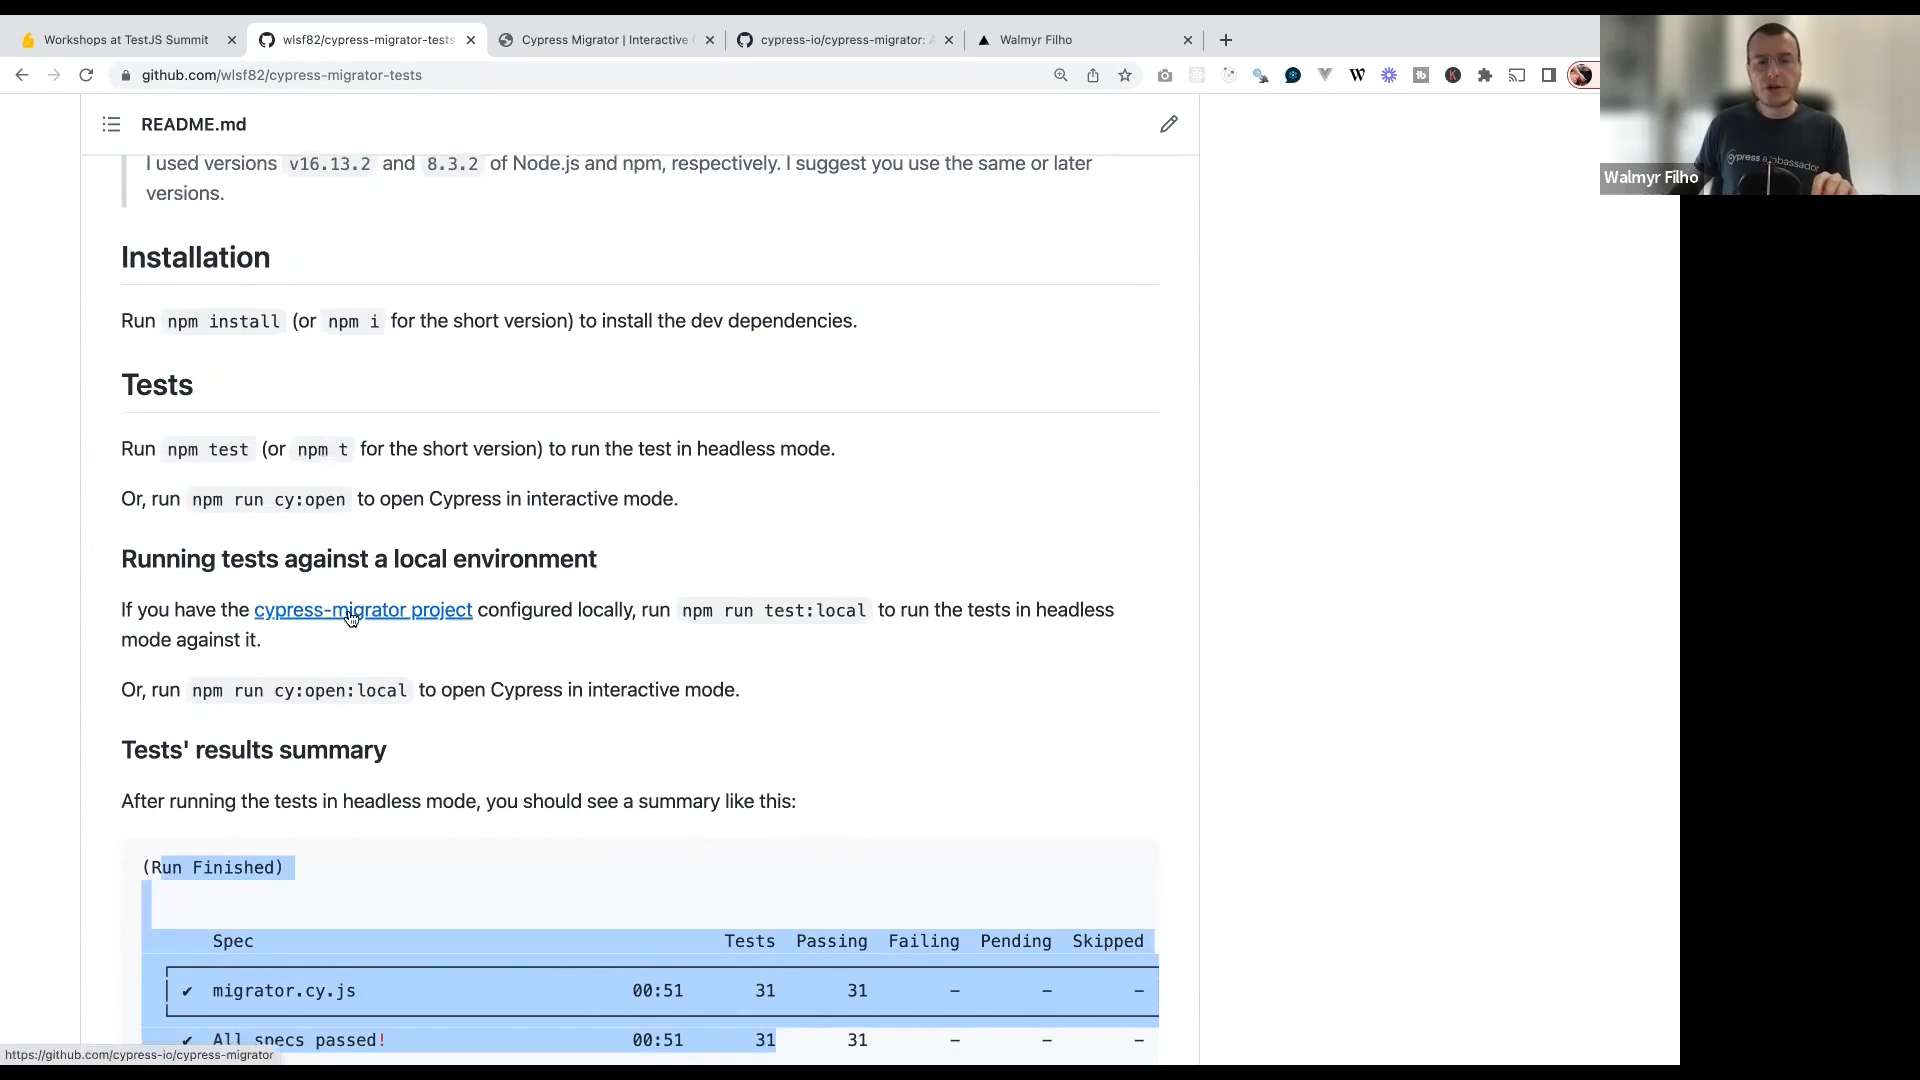 Workshops at TestJS Summit
wlsf82/cypress-migrator-tests
Cypress Migrator | Interactive
cypress-io/cypress-migrator:
Walmyr Filho
github.com/wlsf82/cypress-migrator-tests
README.md
I used versions v16.13.2 and 8.3.2 of Node.js and npm, respectively. I suggest you use the same or later
versions.
Installation
Run npm install (or npm i for the short version) to install the dev dependencies.
Tests
Run npm test (or npm t for the short version) to run the test in headless mode.
Or, run npm run cy:open to open Cypress in interactive mode.
Running tests against a local environment
If you have the cypress-migrator project configured locally, run npm run test:local to run the tests in headless
mode against it.
Or, run npm run cy:open:local to open Cypress in interactive mode.
Tests' results summary
After running the tests in headless mode, you should see a summary like this:
(Run Finished)
Spec Tests Passing Failing Pending Skipped
✔ migrator.cy.js 00:51 31 31 – – –
✔ All specs passed! 00:51 31 31 – – –
https://github.com/cypress-io/cypress-migrator
cypress ambassador
Walmyr Filho